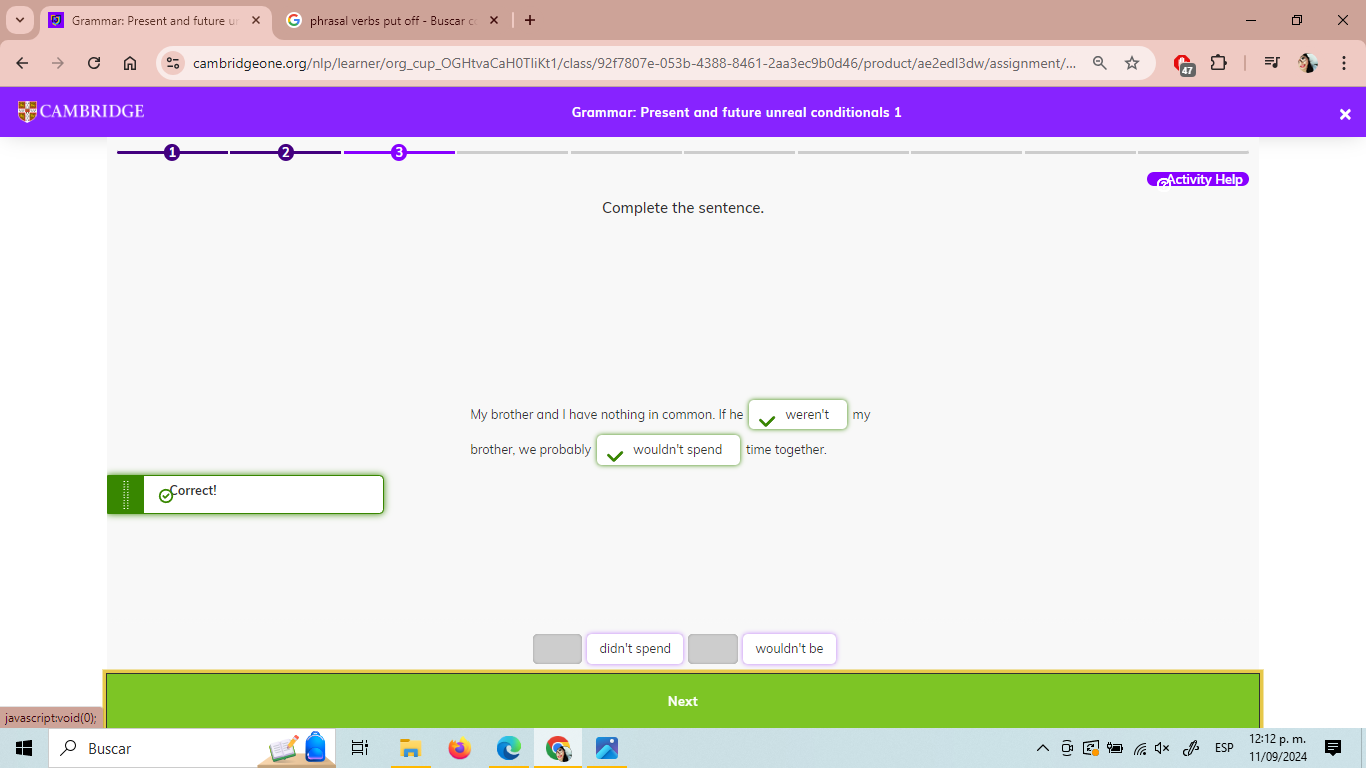 Grammar: Present and future ur
phrasal verbs put off - Buscar c
cambridgeone.org/nlp/learner/org_cup_OGHtvaCaH0TIiKt1/class/92f7807e-053b-4388-8461-2aa3ec9b0d46/product/ae2edl3dw/assignment/...
47
CAMBRIDGE
Grammar: Present and future unreal conditionals 1
1 2 3
Activity Help
Complete the sentence.
My brother and I have nothing in common. If he weren't my
brother, we probably wouldn't spend time together.
Correct!
didn't spend wouldn't be
Next
javascript:void(0);
Buscar
ESP
12:12 p. m.
11/09/2024